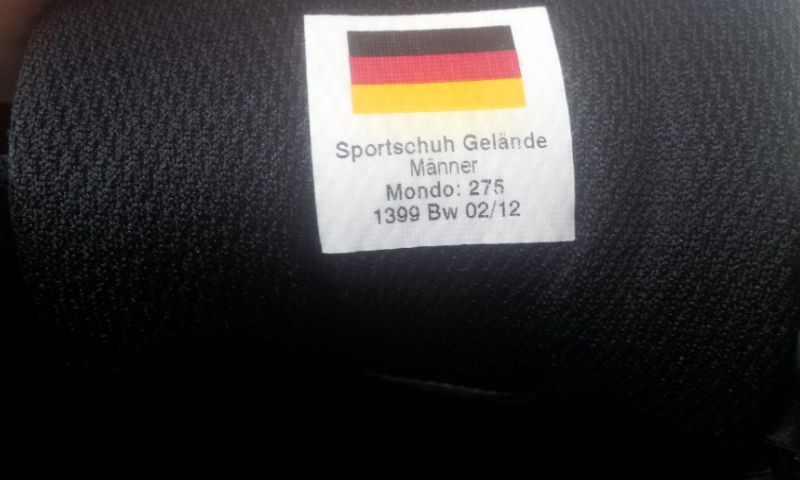 Sportschuh Gelände
Männer
Mondo: 275
1399 Bw 02/12